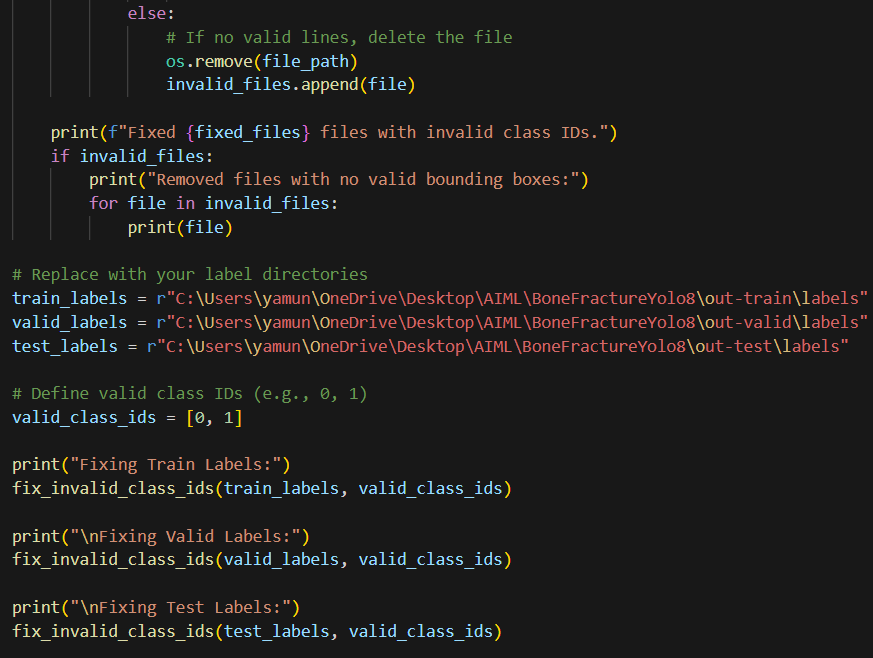 else:
# If no valid lines, delete the file
os.remove(file_path)
invalid_files.append(file)
print(f"Fixed {fixed_files} files with invalid class IDs.")
if invalid_files:
print("Removed files with no valid bounding boxes:")
for file in invalid_files:
print(file)
# Replace with your label directories
train_labels = r"C:\Users\yamun\OneDrive\Desktop\AIML\BoneFractureYolo8\out-train\labels"
valid_labels = r"C:\Users\yamun\OneDrive\Desktop\AIML\BoneFractureYolo8\out-valid\labels"
test_labels = r"C:\Users\yamun\OneDrive\Desktop\AIML\BoneFractureYolo8\out-test\labels"
# Define valid class IDs (e.g., 0, 1)
valid_class_ids = [0, 1]
print("Fixing Train Labels:")
fix_invalid_class_ids(train_labels, valid_class_ids)
print("\nFixing Valid Labels:")
fix_invalid_class_ids(valid_labels, valid_class_ids)
print("\nFixing Test Labels:")
fix_invalid_class_ids(test_labels, valid_class_ids)